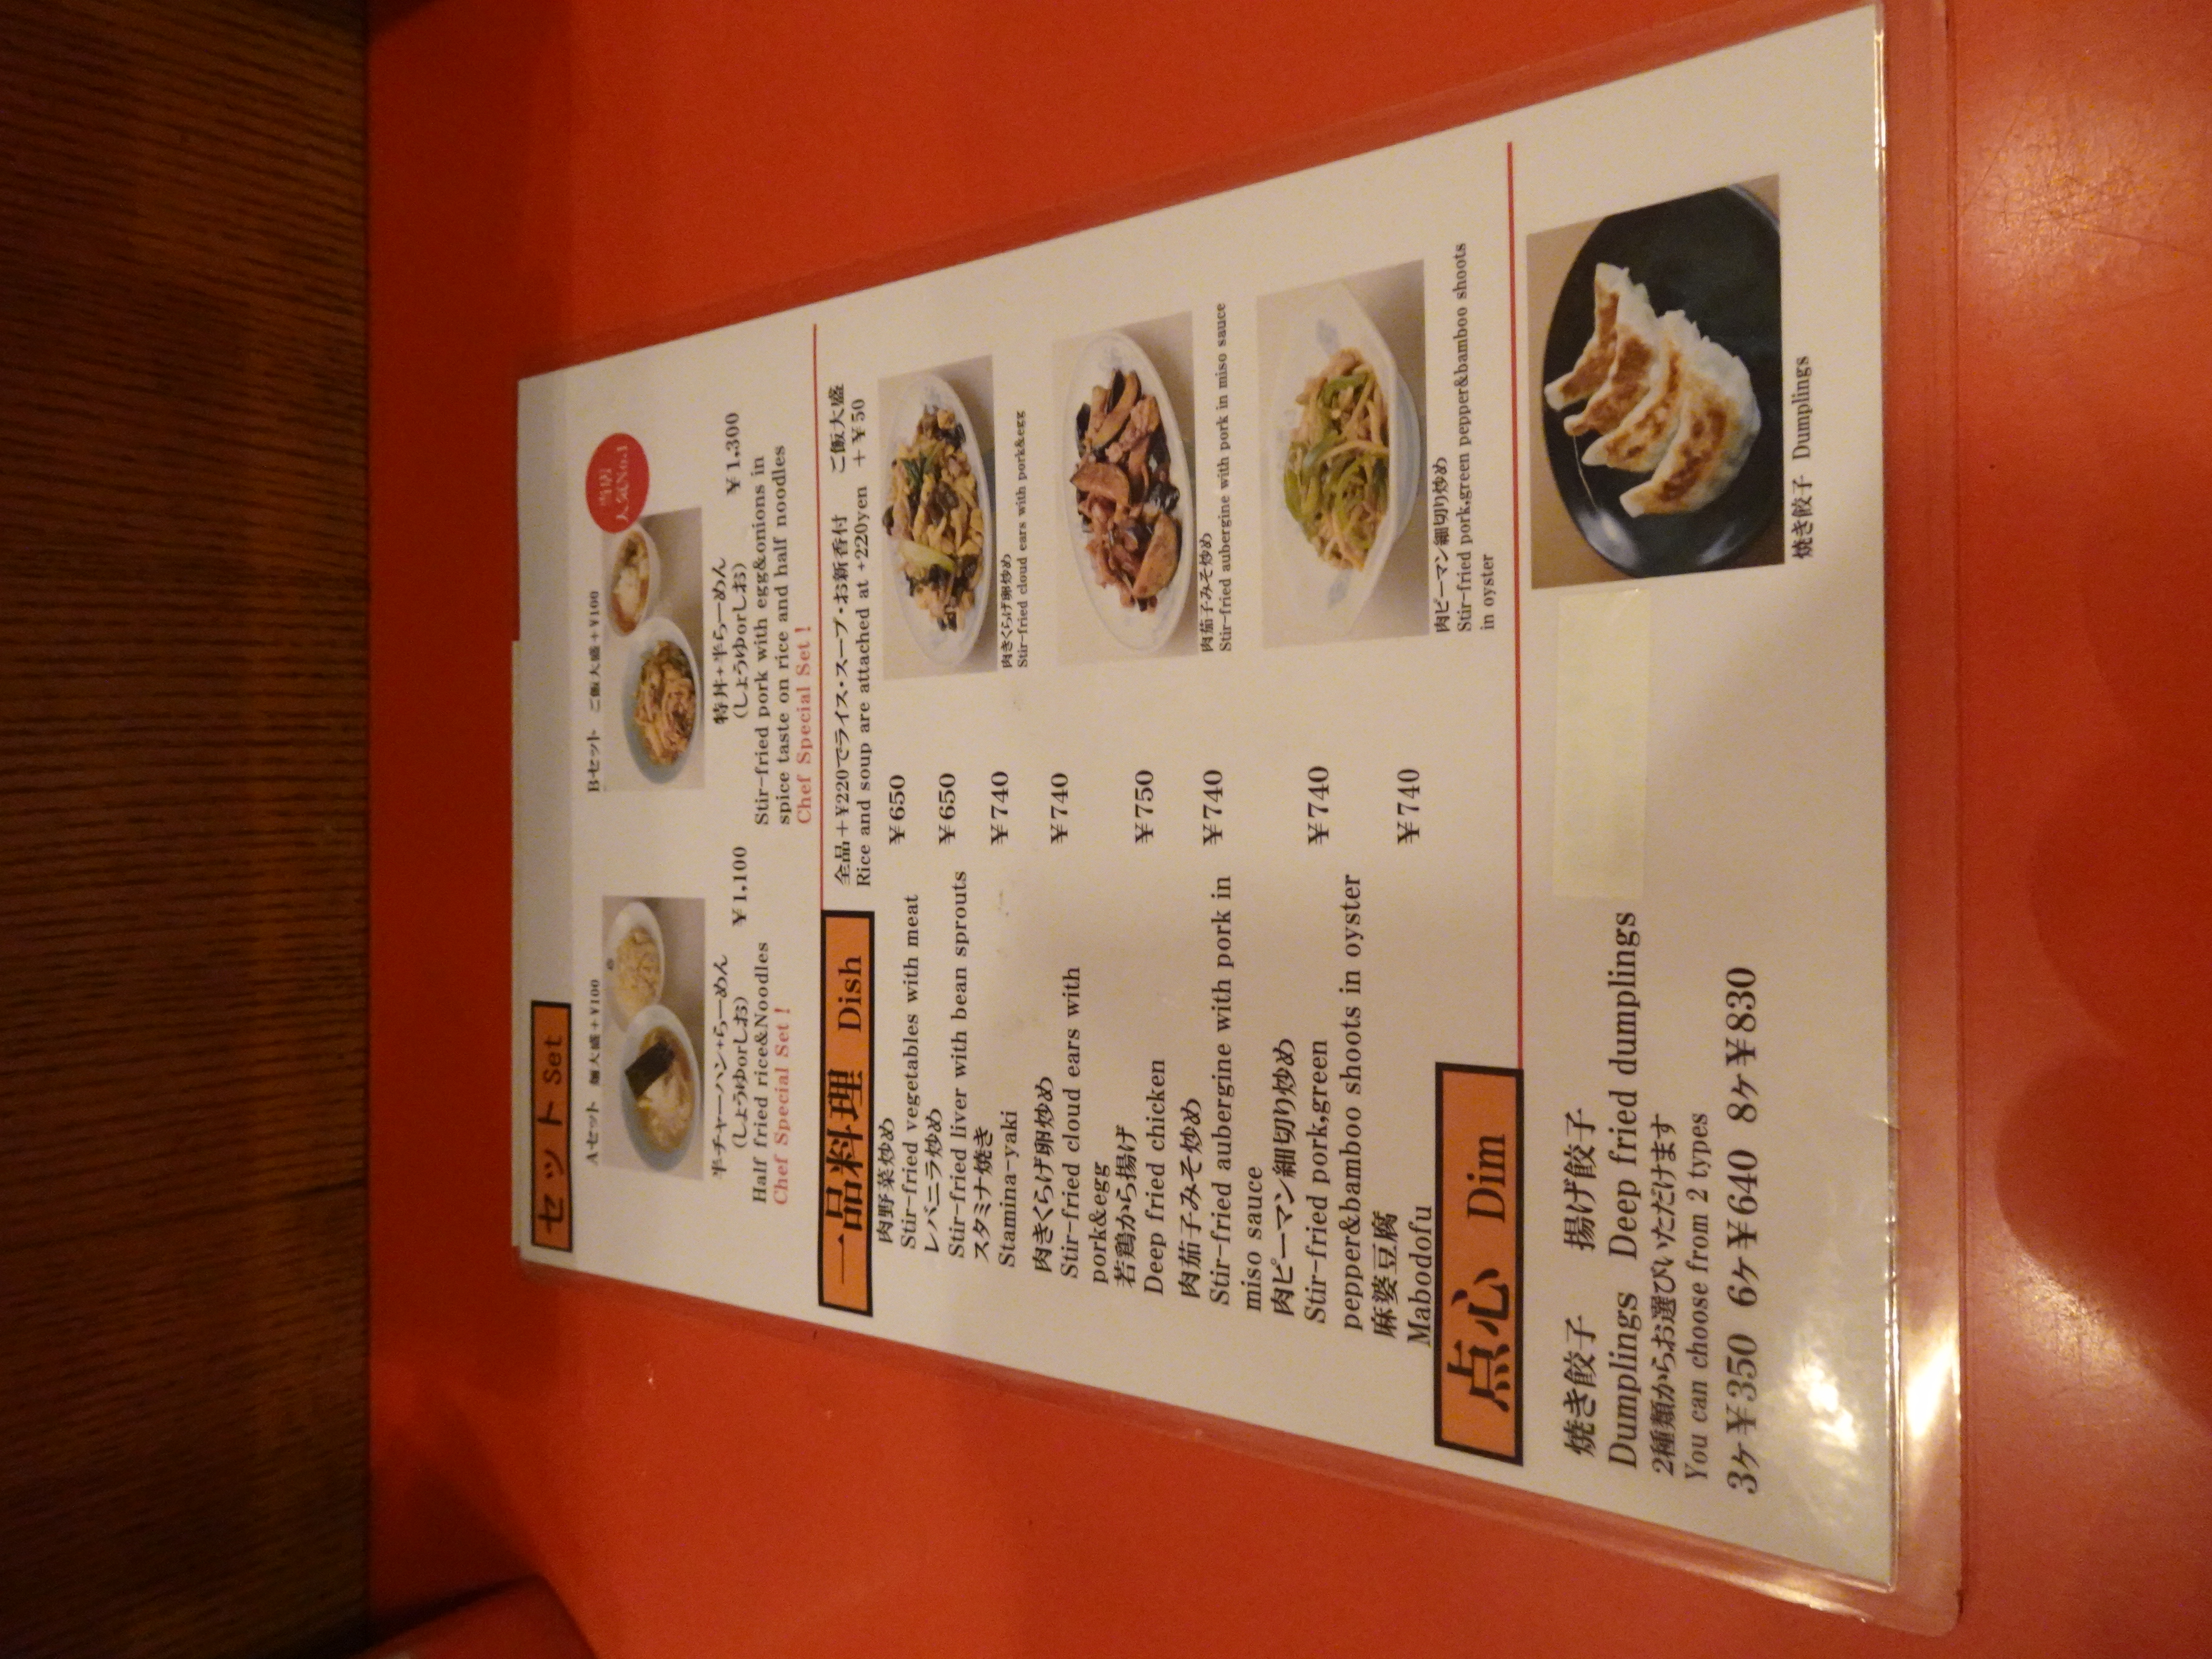 セット Set
Aセット 麺大盛+¥100
半チャーハン+らーめん
(しょうゆorしお)
¥1,100
Half fried rice&Noodles
Chef Special Set！
Bセット ご飯大盛+¥100
当店
人気No.1
特丼+半らーめん
(しょうゆorしお)
¥1,300
Stir-fried pork with egg&onions in
spice taste on rice and half noodles
Chef Special Set！
一品料理 Dish
全品+¥220でライス・スープ・お新香付 ご飯大盛
Rice and soup are attached at +220yen +¥50
肉野菜炒め
Stir-fried vegetables with meat
¥650
レバニラ炒め
Stir-fried liver with bean sprouts
¥650
スタミナ焼き
Stamina-yaki
¥740
肉きくらげ卵炒め
Stir-fried cloud ears with
pork&egg
¥740
若鶏から揚げ
Deep fried chicken
¥750
肉茄子みそ炒め
Stir-fried aubergine with pork in
miso sauce
¥740
肉ピーマン細切り炒め
Stir-fried pork,green
pepper&bamboo shoots in oyster
¥740
麻婆豆腐
Mabodofu
¥740
肉きくらげ卵炒め
Stir-fried cloud ears with pork&egg
肉茄子みそ炒め
Stir-fried aubergine with pork in miso sauce
肉ピーマン細切り炒め
Stir-fried pork,green pepper&bamboo shoots
in oyster
点心 Dim
焼き餃子 揚げ餃子
Dumplings Deep fried dumplings
2種類からお選びいただけます
You can choose from 2 types
3ヶ¥350 6ヶ¥640 8ヶ¥830
焼き餃子 Dumplings